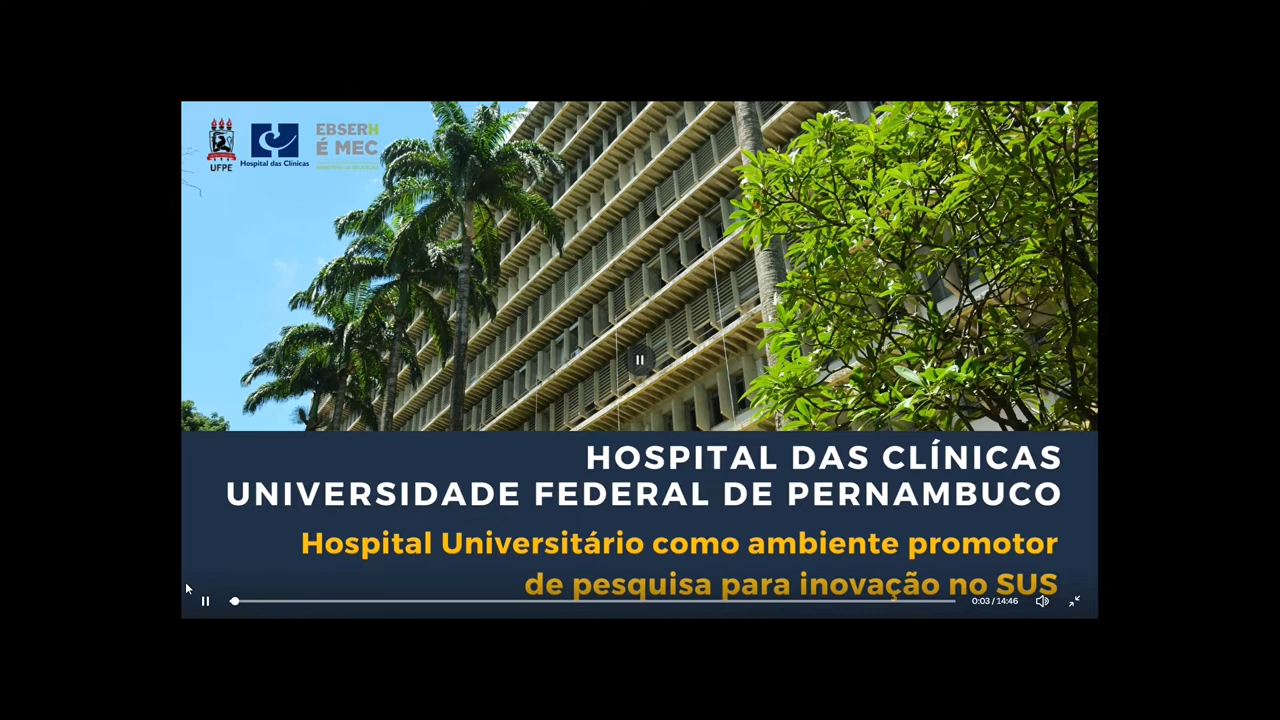 EBSERH
É MEC
UFPE
Hospital das Clínicas
HOSPITAL DAS CLÍNICAS
UNIVERSIDADE FEDERAL DE PERNAMBUCO
Hospital Universitário como ambiente promotor
de pesquisa para inovação no SUS
0:03 / 14:46